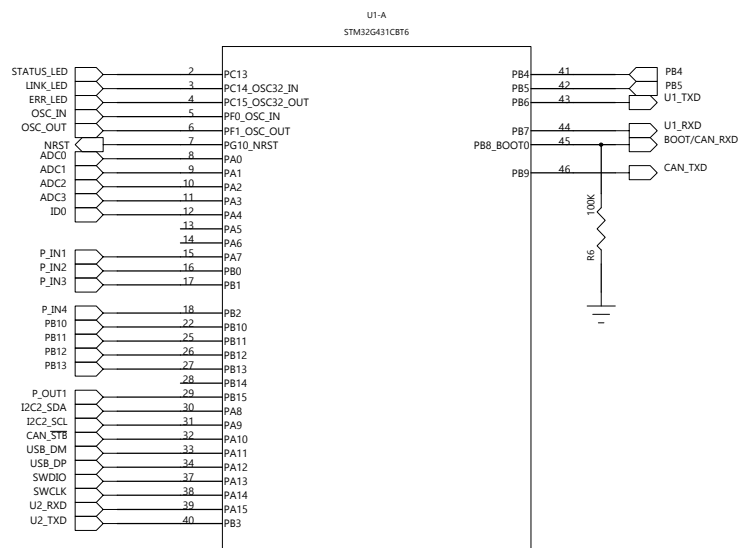 U1-A
STM32G431CBT6
STATUS_LED 2 PC13
LINK_LED 3 PC14_OSC32_IN
ERR_LED 4 PC15_OSC32_OUT
OSC_IN 5 PF0_OSC_IN
OSC_OUT 6 PF1_OSC_OUT
NRST 7 PG10_NRST
ADC0 8 PA0
ADC1 9 PA1
ADC2 10 PA2
ADC3 11 PA3
ID0 12 PA4
13 PA5
14 PA6
P_IN1 15 PA7
P_IN2 16 PB0
P_IN3 17 PB1
P_IN4 18 PB2
PB10 22 PB10
PB11 25 PB11
PB12 26 PB12
PB13 27 PB13
28 PB14
P_OUT1 29 PB15
I2C2_SDA 30 PA8
I2C2_SCL 31 PA9
CAN_STB 32 PA10
USB_DM 33 PA11
USB_DP 34 PA12
SWDIO 37 PA13
SWCLK 38 PA14
U2_RXD 39 PA15
U2_TXD 40 PB3
PB4 41 PB4
PB5 42 PB5
PB6 43 U1_TXD
PB7 44 U1_RXD
PB8_BOOT0 45 BOOT/CAN_RXD
PB9 46 CAN_TXD
100K
R6